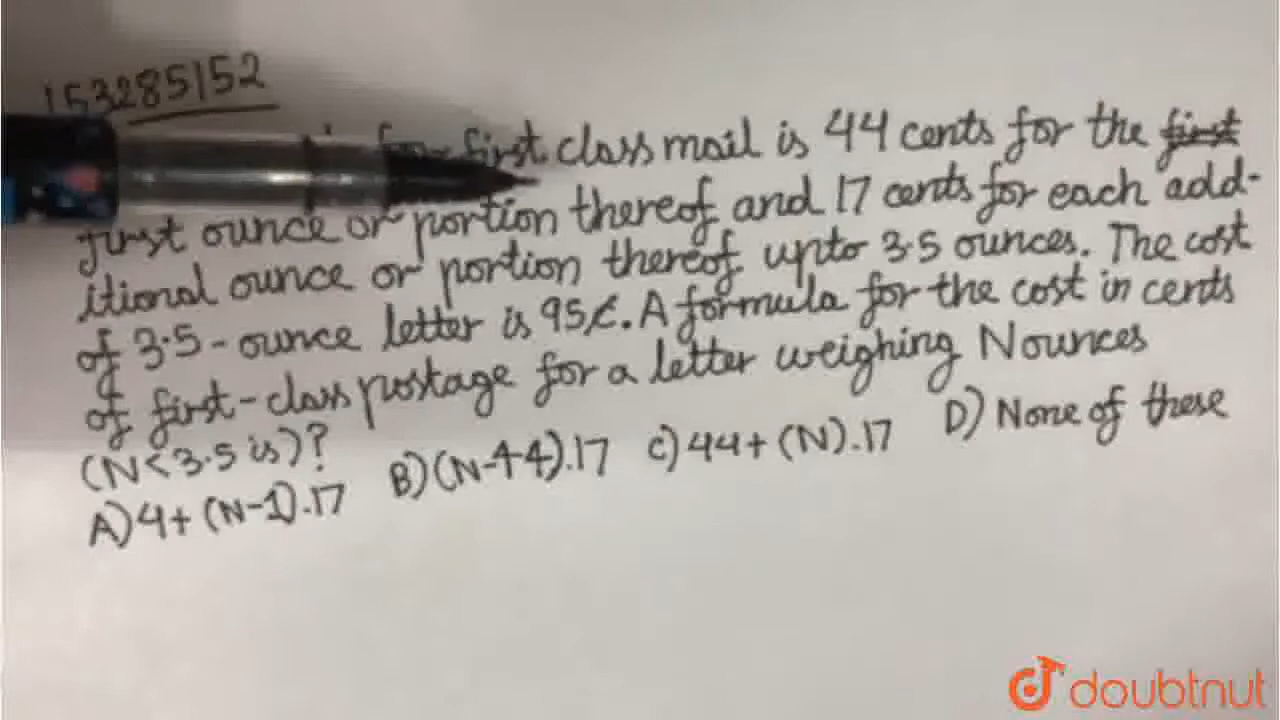 153285152
for first class mail is 44 cents for the first
first ounce or portion thereof and 17 cents for each add-
itional ounce or portion thereof upto 3.5 ounces. The cost
of 3.5-ounce letter is 95¢. A formula for the cost in cents
of first-class postage for a letter weighing N ounces
(N<3.5 is)?
A) 4+(N-1).17 B) (N-44).17 C) 44+(N).17 D) None of these
doubtnut